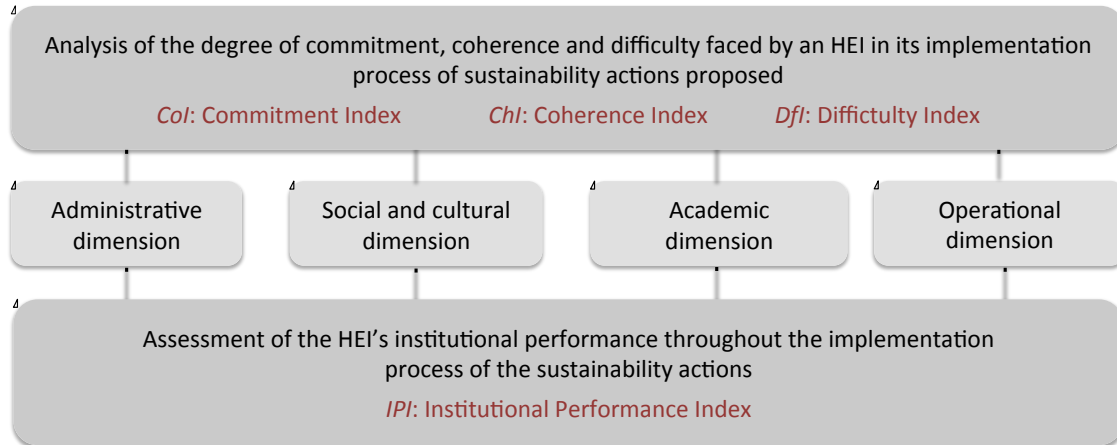 Analysis of the degree of commitment, coherence and difficulty faced by an HEI in its implementation
process of sustainability actions proposed
CoI: Commitment Index ChI: Coherence Index DfI: Diffictulty Index
Administrative
dimension
Social and cultural
dimension
Academic
dimension
Operational
dimension
Assessment of the HEI’s institutional performance throughout the implementation
process of the sustainability actions
IPI: Institutional Performance Index